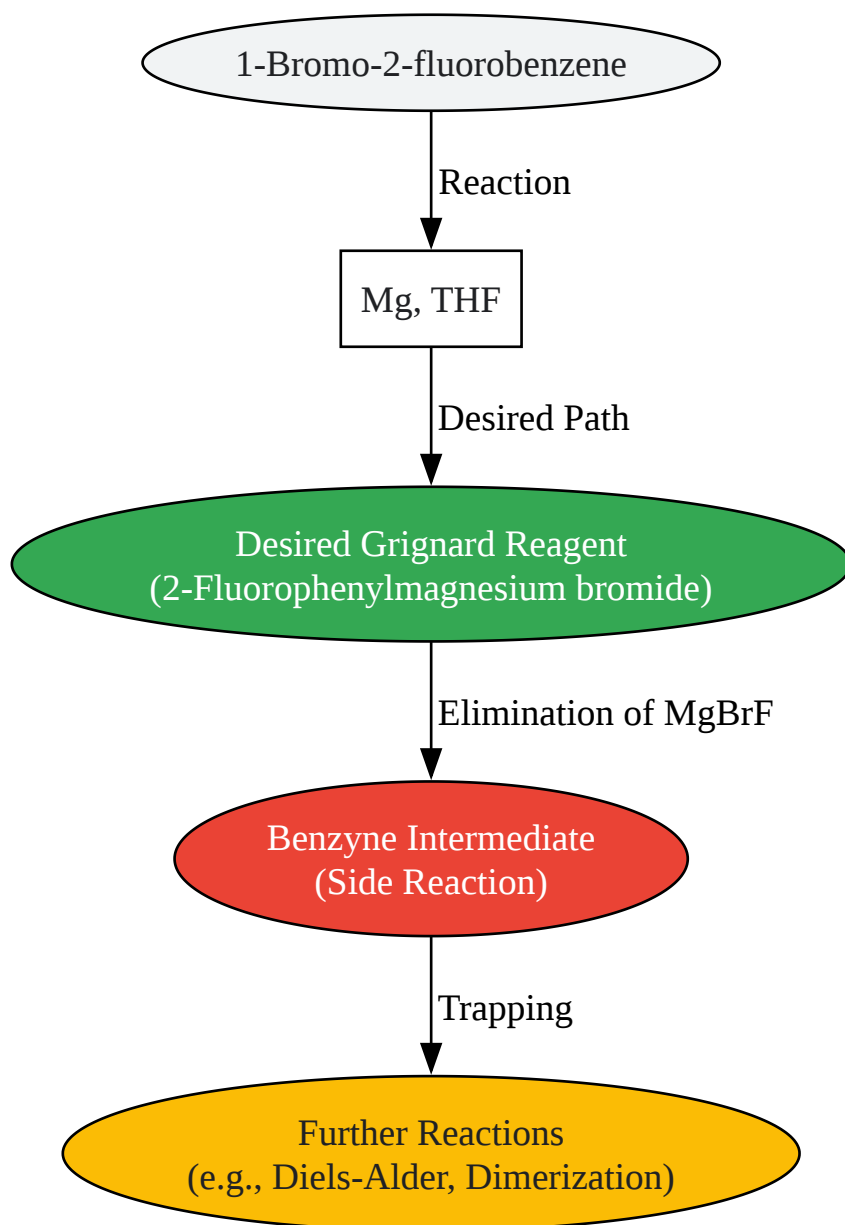 1-Bromo-2-fluorobenzene
Reaction
Mg, THF
Desired Path
Desired Grignard Reagent
(2-Fluorophenylmagnesium bromide)
Elimination of MgBrF
Benzyne Intermediate
(Side Reaction)
Trapping
Further Reactions
(e.g., Diels-Alder, Dimerization)